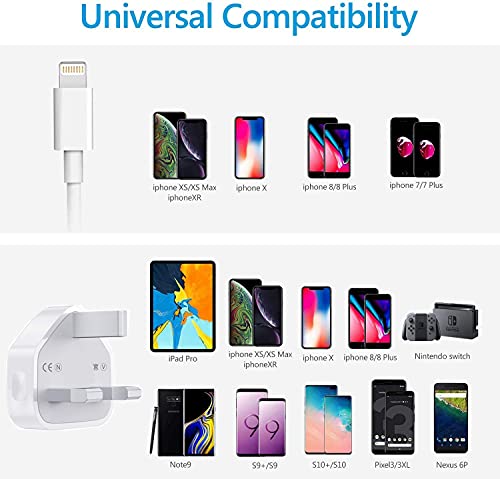 Universal Compatibility
iphone XS/XS Max
iphoneXR
iphone X
iphone 8/8 Plus
iphone 7/7 Plus
iPad Pro
iphone XS/XS Max
iphoneXR
iphone X
iphone 8/8 Plus
Nintendo switch
Note9
S9+/S9
S10+/S10
Pixel3/3XL
Nexus 6P